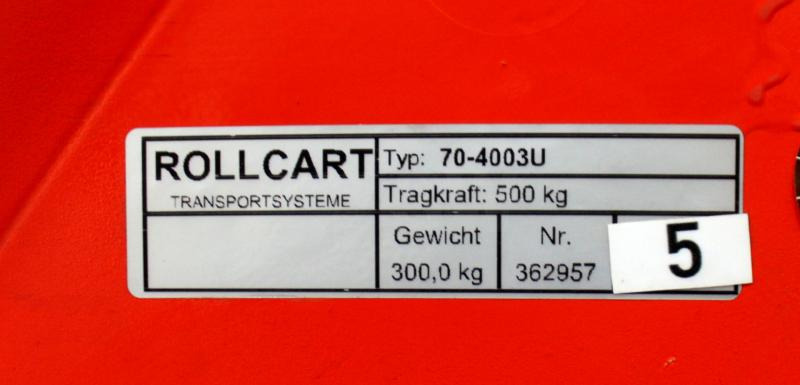 ROLLCART
TRANSPORTSYSTEME
Typ: 70-4003U
Tragkraft: 500 kg
Gewicht
300,0 kg
Nr.
362957
5